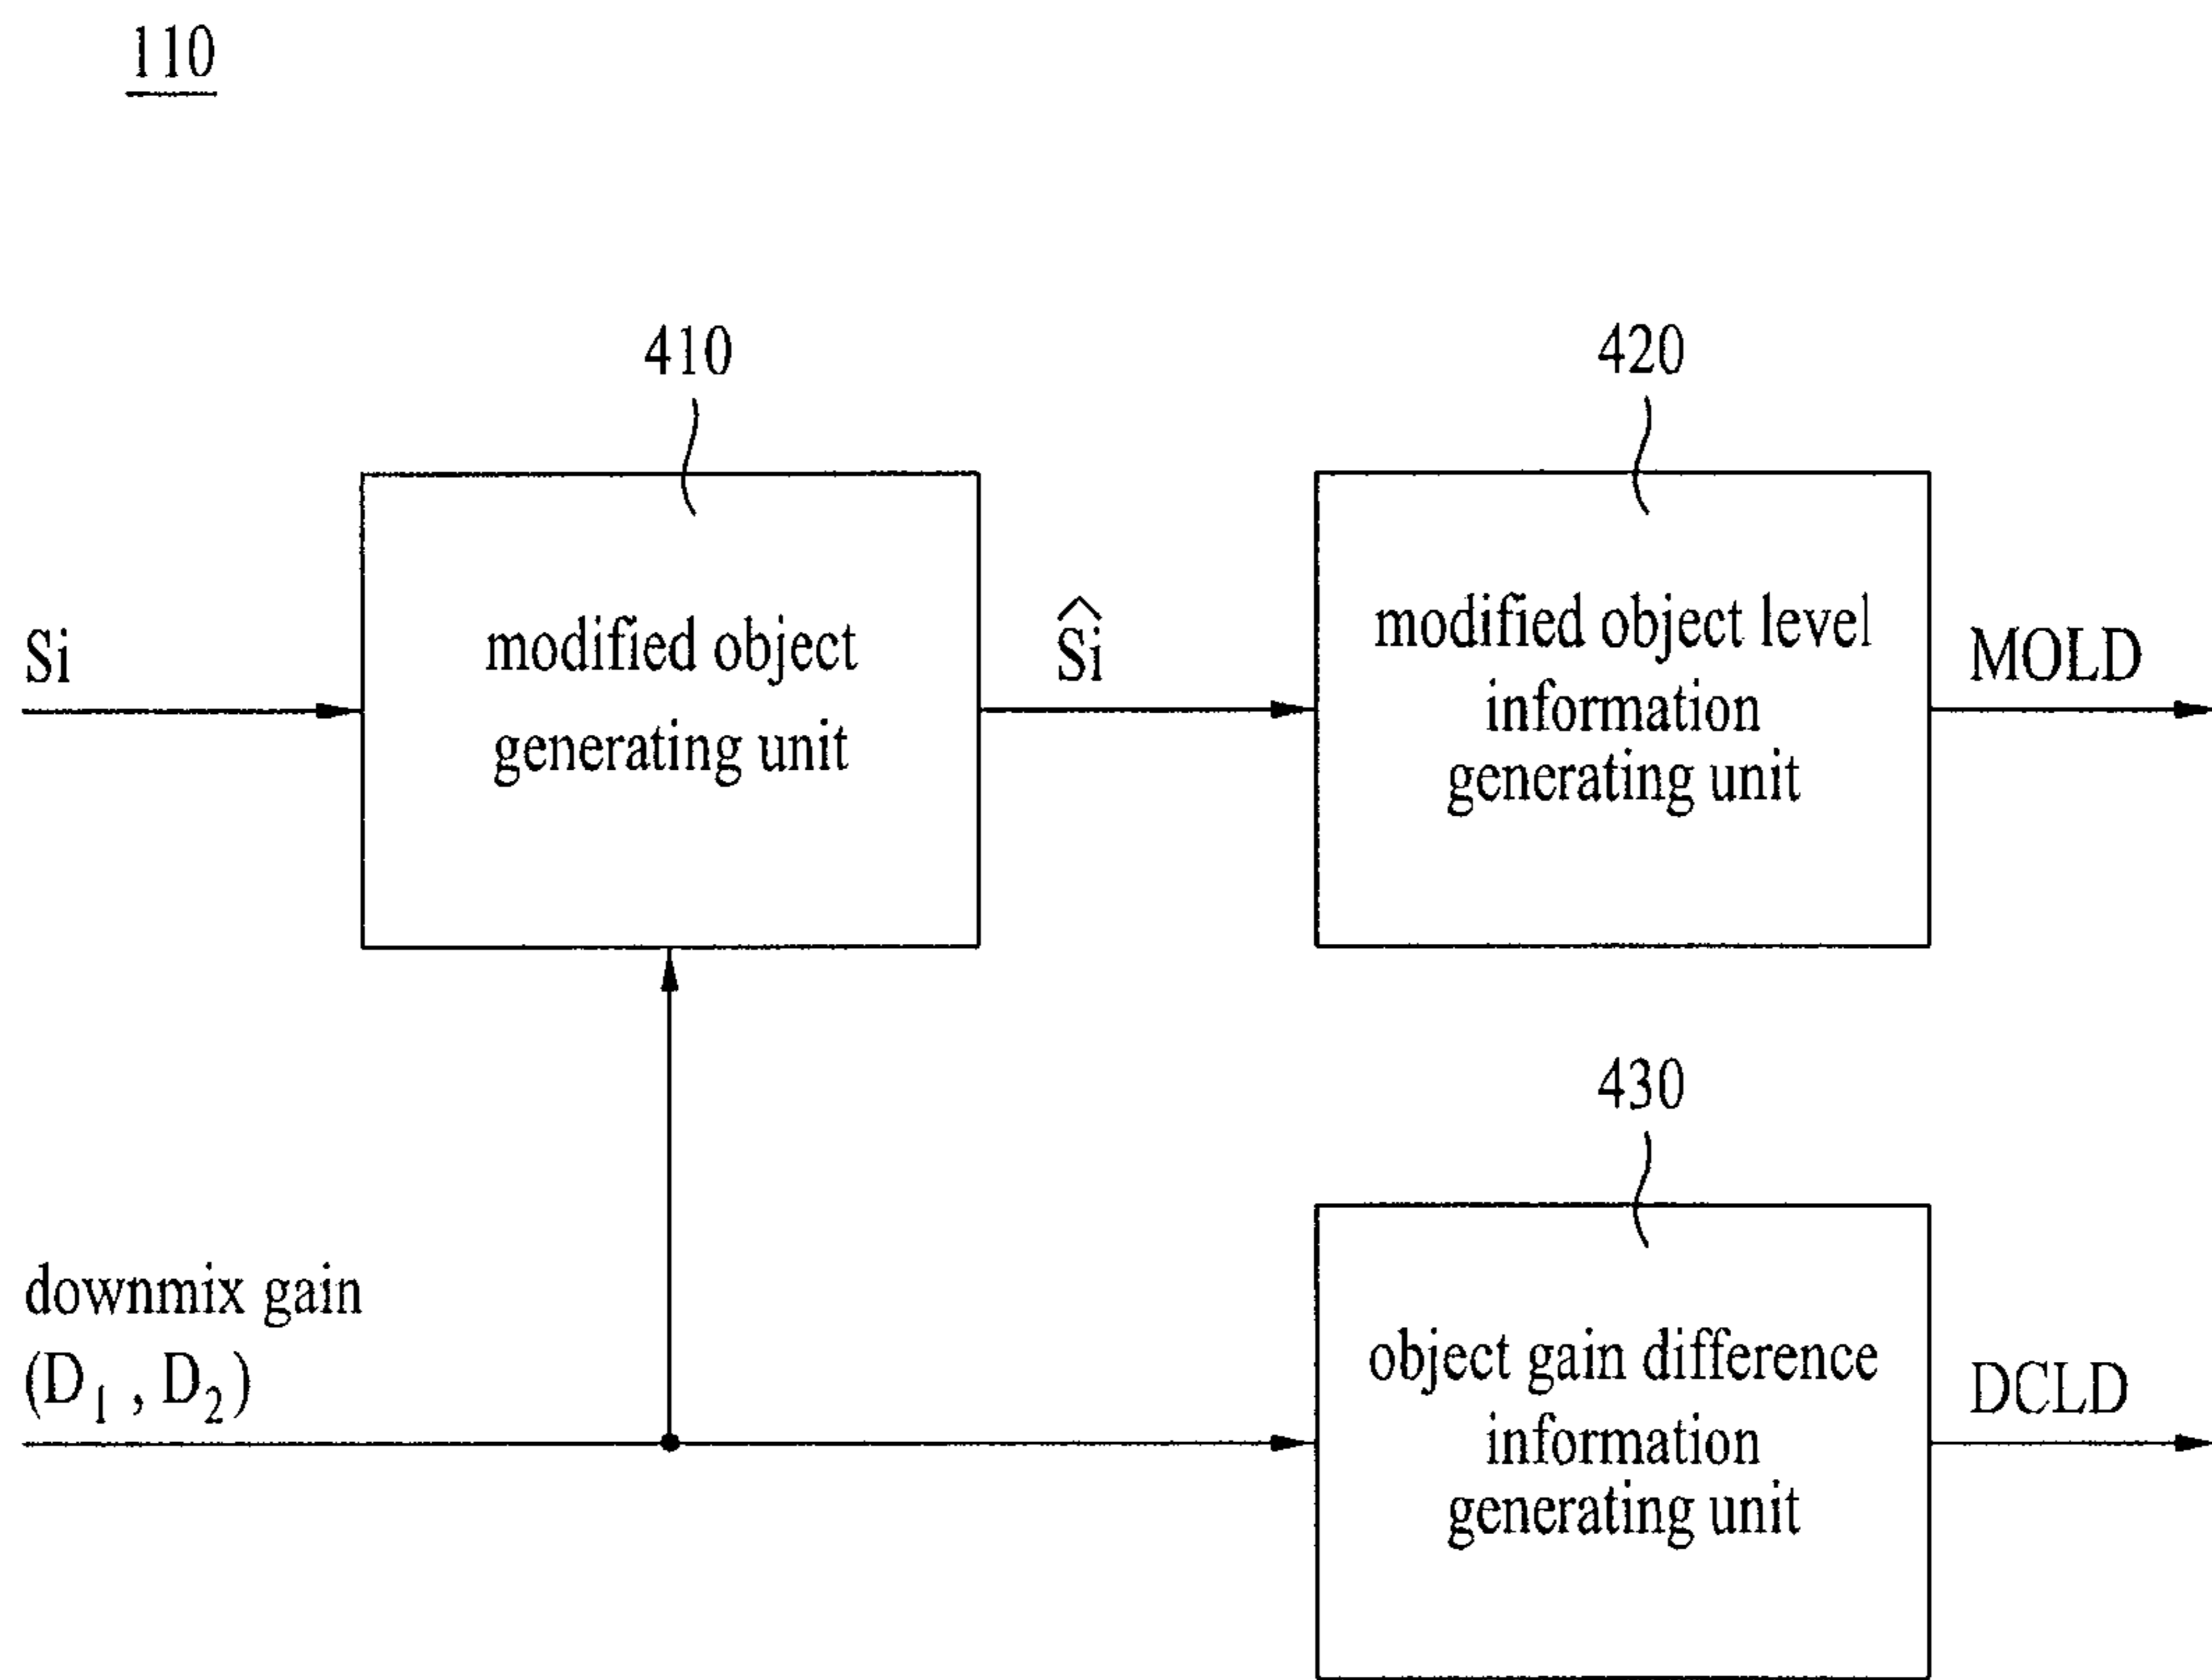 110
410
420
Si
modified object
generating unit
Ŝi
modified object level
information
generating unit
MOLD
430
downmix gain
(D₁ , D₂)
object gain difference
information
generating unit
DCLD